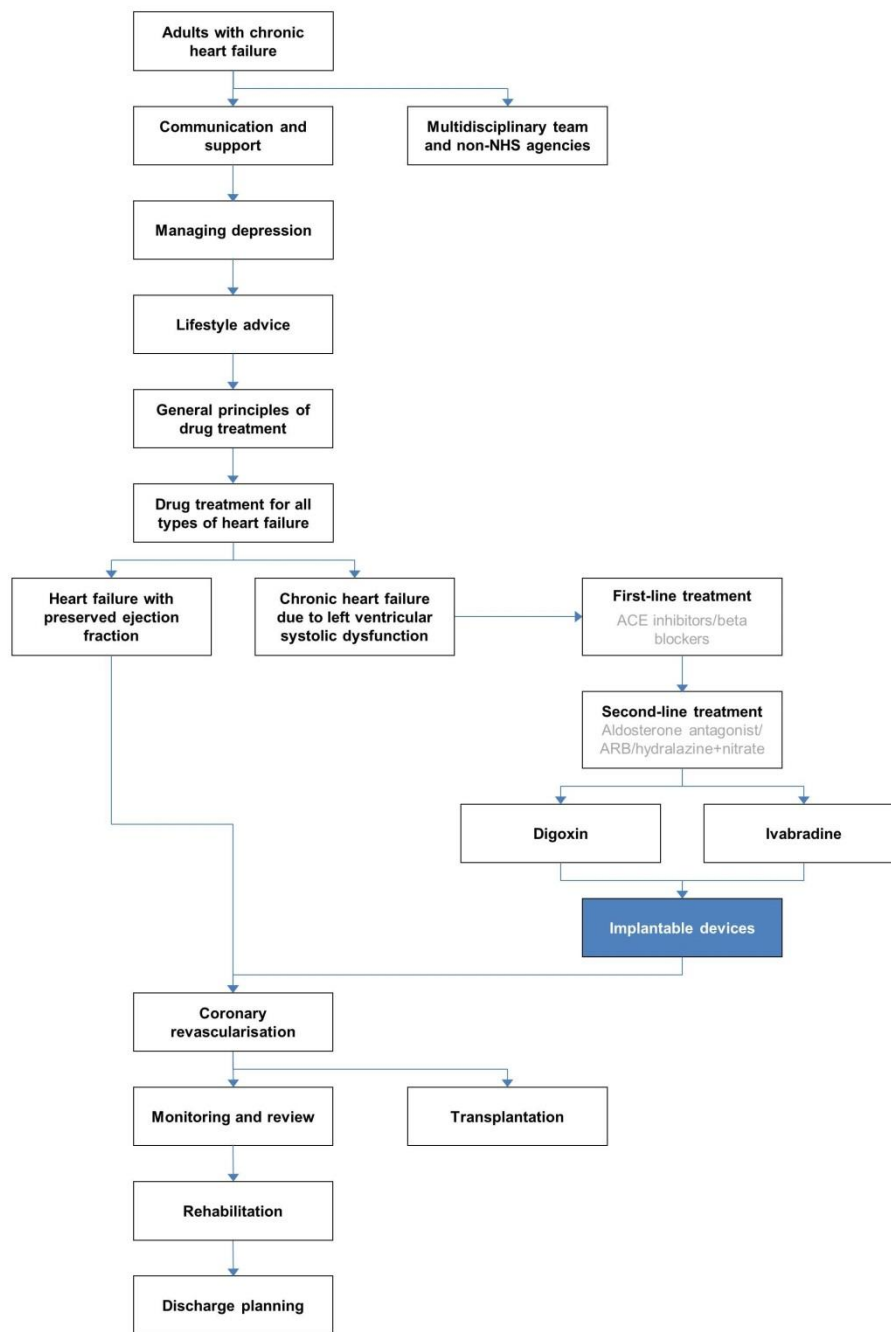 Adults with chronic
heart failure
Communication and
support
Multidisciplinary team
and non-NHS agencies
Managing depression
Lifestyle advice
General principles of
drug treatment
Drug treatment for all
types of heart failure
Heart failure with
preserved ejection
fraction
Chronic heart failure
due to left ventricular
systolic dysfunction
First-line treatment
ACE inhibitors/beta
blockers
Second-line treatment
Aldosterone antagonist/
ARB/hydralazine+nitrate
Digoxin
Ivabradine
Implantable devices
Coronary
revascularisation
Monitoring and review
Transplantation
Rehabilitation
Discharge planning